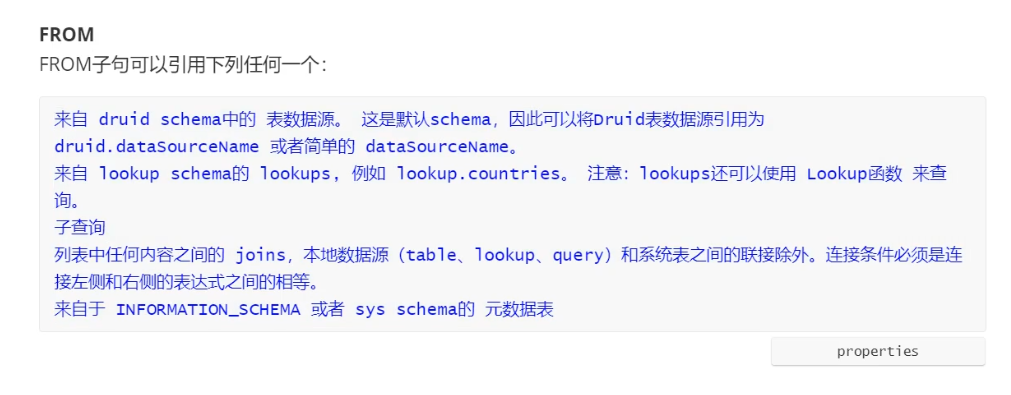 FROM
FROM子句可以引用下列任何一个：
来自 druid schema中的 表数据源。 这是默认schema，因此可以将Druid表数据源引用为
druid.dataSourceName 或者简单的 dataSourceName。
来自 lookup schema的 lookups, 例如 lookup.countries。 注意：lookups还可以使用 Lookup函数 来查
询。
子查询
列表中任何内容之间的 joins，本地数据源（table、lookup、query）和系统表之间的联接除外。连接条件必须是连
接左侧和右侧的表达式之间的相等。
来自于 INFORMATION_SCHEMA 或者 sys schema的 元数据表
properties